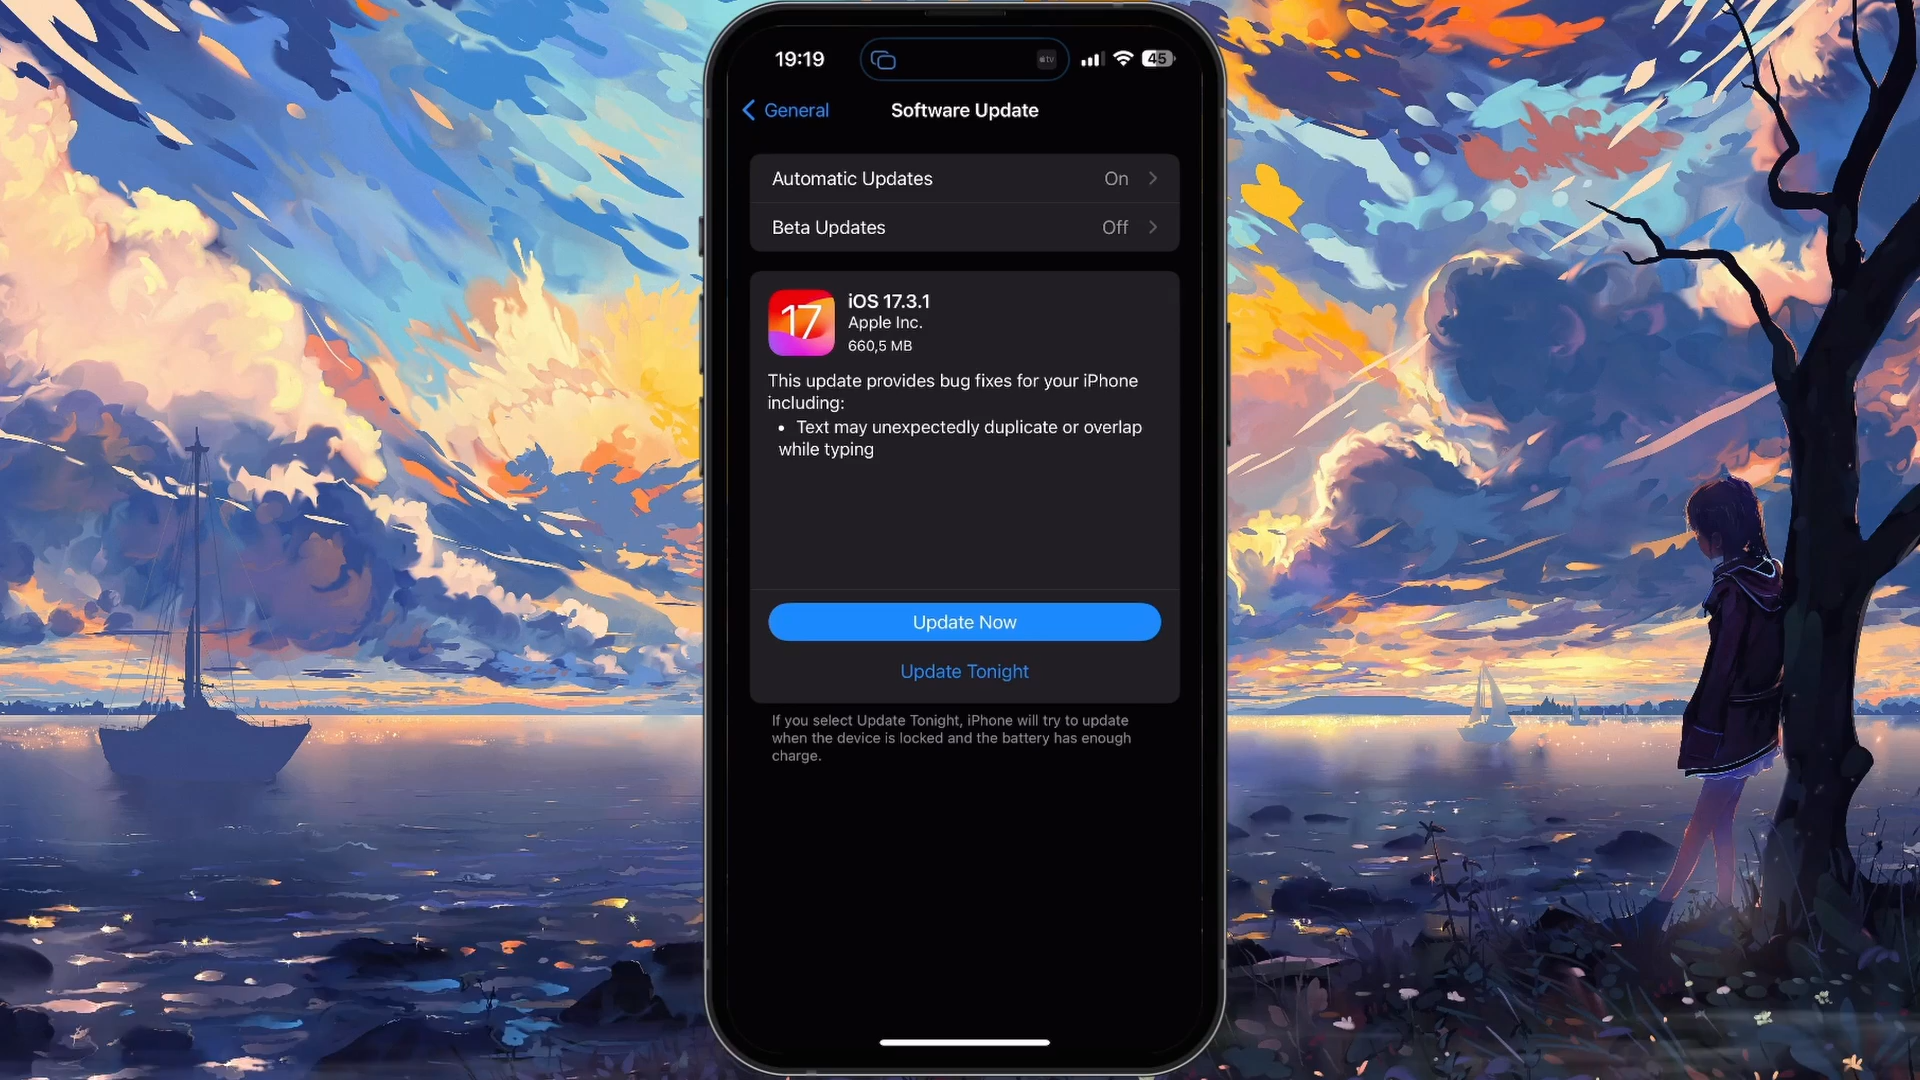 19:19
tv
45
General
Software Update
Automatic Updates
On
Beta Updates
Off
17
iOS 17.3.1
Apple Inc.
660,5 MB
This update provides bug fixes for your iPhone
including:
• Text may unexpectedly duplicate or overlap
while typing
Update Now
Update Tonight
If you select Update Tonight, iPhone will try to update
when the device is locked and the battery has enough
charge.